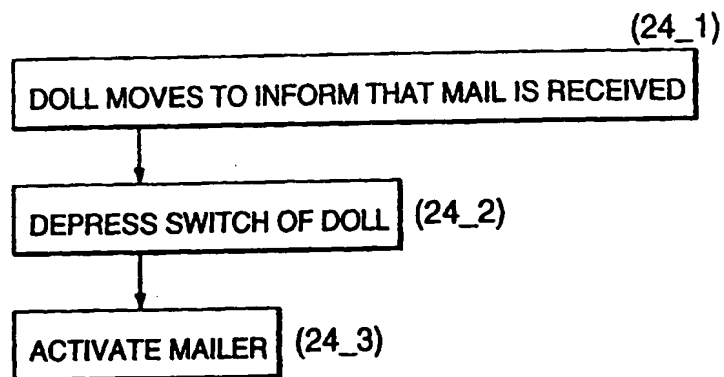 (24_1)
DOLL MOVES TO INFORM THAT MAIL IS RECEIVED
DEPRESS SWITCH OF DOLL (24_2)
ACTIVATE MAILER (24_3)